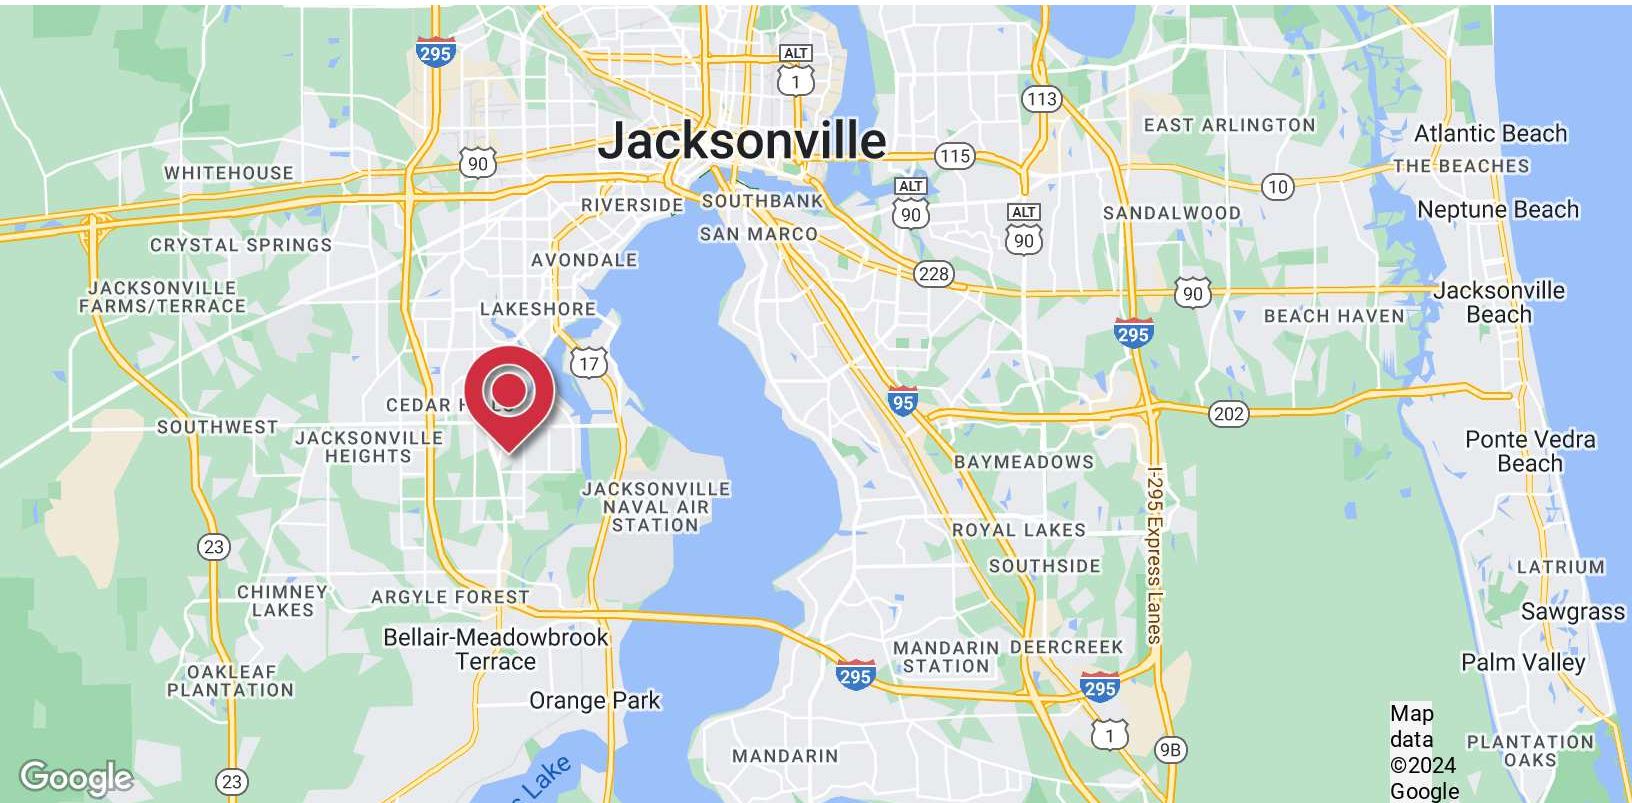 295
ALT
1
113
EAST ARLINGTON
Atlantic Beach
Jacksonville
90
115
THE BEACHES
WHITEHOUSE
ALT
90
10
RIVERSIDE
SOUTHBANK
ALT
90
SANDALWOOD
Neptune Beach
SAN MARCO
CRYSTAL SPRINGS
AVONDALE
228
JACKSONVILLE
FARMS/TERRACE
90
Jacksonville
Beach
LAKESHORE
BEACH HAVEN
295
17
95
CEDAR
202
SOUTHWEST
JACKSONVILLE
HEIGHTS
Ponte Vedra
Beach
BAYMEADOWS
I-295 Express Lanes
JACKSONVILLE
NAVAL AIR
STATION
ROYAL LAKES
23
SOUTHSIDE
LATRIUM
CHIMNEY
LAKES
ARGYLE FOREST
Sawgrass
Bellair-Meadowbrook
Terrace
MANDARIN
STATION
DEERCREEK
Palm Valley
OAKLEAF
PLANTATION
295
295
Orange Park
Map
data
©2024
Google
1
9B
PLANTATION
OAKS
MANDARIN
Lake
Google
23